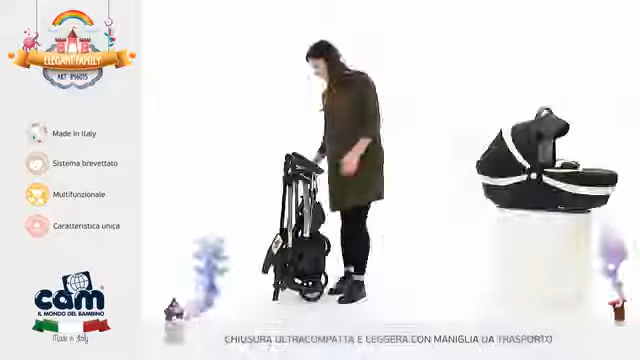 ELEGANT FAMILY
ART. 896015
Made in Italy
Sistema brevettato
Multifunzionale
Caratteristica unica
cam
IL MONDO DEL BAMBINO
Made in Italy
CHIUSURA ULTRACOMPATTA E LEGGERA CON MANIGLIA DA TRASPORTO